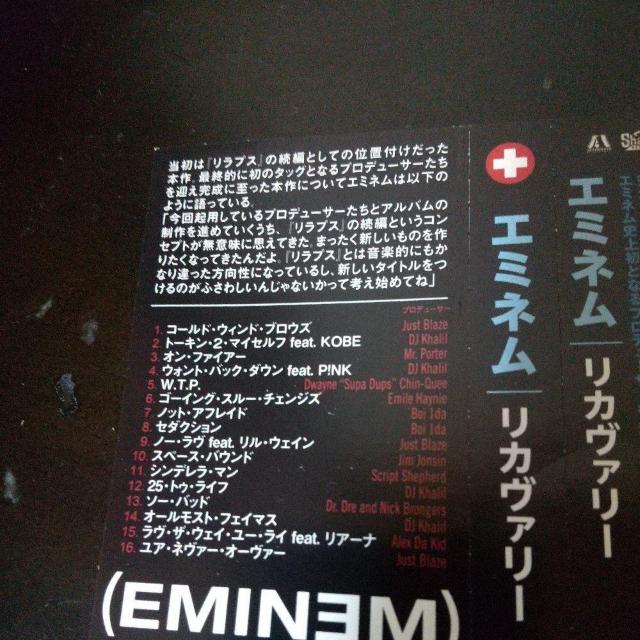 当初は『リラプス』の続編としての位置付けだった
本作。最終的に初のタッグとなるプロデューサーたち
を迎え完成に至った本作についてエミネムは以下の
ように語っている。
「今回起用しているプロデューサーたちとアルバムの
制作を進めていくうち、『リラプス』の続編というコン
セプトが無意味に思えてきた。まったく新しいものを作
りたくなってきたんだよ。『リラプス』とは音楽的にもか
なり違った方向性になっているし、新しいタイトルをつ
けるのがふさわしいんじゃないかって考え始めてね」
プロデューサー
1. コールド・ウィンド・ブロウズ Just Blaze
2. トーキン・2・マイセルフ feat. KOBE DJ Khalil
3. オン・ファイアー Mr. Porter
4. ウォント・バック・ダウン feat. P!NK DJ Khalil
5. W.T.P. Dwayne "Supa Dups" Chin-Quee
6. ゴーイング・スルー・チェンジズ Emile Haynie
7. ノット・アフレイド Boi 1da
8. セダクション Boi 1da
9. ノー・ラヴ feat. リル・ウェイン Just Blaze
10. スペース・バウンド Jim Jonsin
11. シンデレラ・マン Script Shepherd
12. 25・トゥ・ライフ DJ Khalil
13. ソー・バッド Dr. Dre and Nick Brongers
14. オールモスト・フェイマス DJ Khalil
15. ラヴ・ザ・ウェイ・ユー・ライ feat. リアーナ Alex Da Kid
16. ユア・ネヴァー・オーヴァー Just Blaze
(EMINƎM)
エミネム
リカヴァリー
エミネム
リカヴァリー